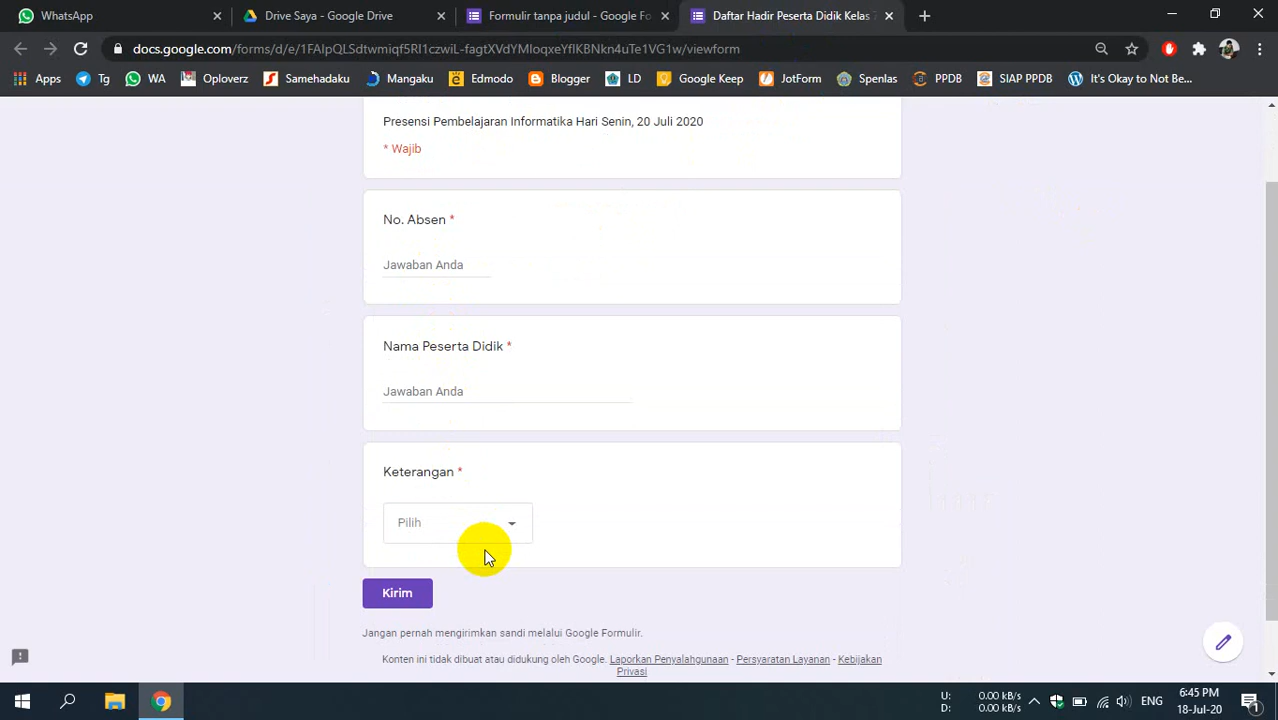 WhatsApp
Drive Saya - Google Drive
Formulir tanpa judul - Google Fo
Daftar Hadir Peserta Didik Kelas 7
docs.google.com/forms/d/e/1FAIpQLSdtwmiqf5RI1czwiL-fagtXVdYMIoqxeYflKBNkn4uTe1VG1w/viewform
Apps
Tg
WA
Oploverz
Samehadaku
Mangaku
Edmodo
Blogger
LD
Google Keep
JotForm
Spenlas
PPDB
SIAP PPDB
It's Okay to Not Be...
Presensi Pembelajaran Informatika Hari Senin, 20 Juli 2020
* Wajib
No. Absen *
Jawaban Anda
Nama Peserta Didik *
Jawaban Anda
Keterangan *
Pilih
Kirim
Jangan pernah mengirimkan sandi melalui Google Formulir.
Konten ini tidak dibuat atau didukung oleh Google. Laporkan Penyalahgunaan - Persyaratan Layanan - Kebijakan
Privasi
U: 0.00 kB/s
D: 0.00 kB/s
ENG
6:45 PM
18-Jul-20
1